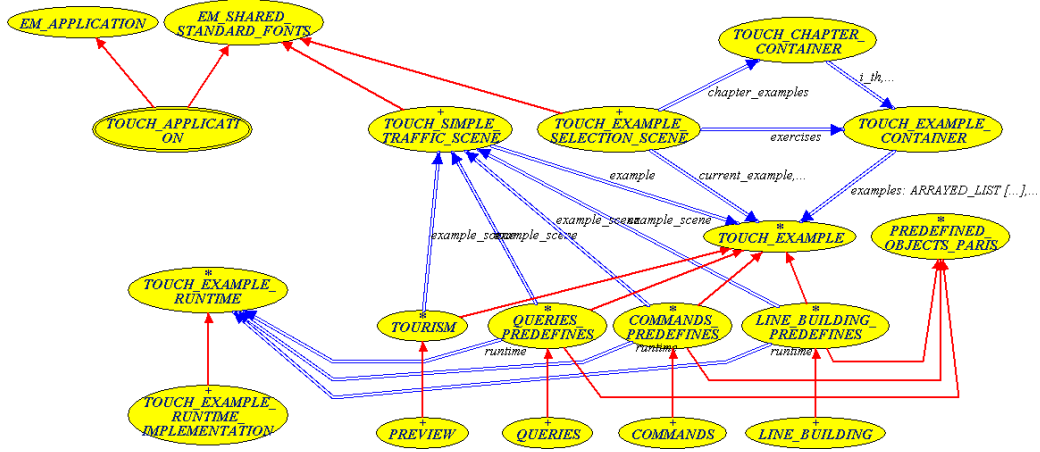 EM_APPLICATION
EM_SHARED_
STANDARD_FONTS
TOUCH_CHAPTER_
CONTAINER
i_th,...
chapter_examples
TOUCH_APPLICATI
ON
+
TOUCH_SIMPLE_
TRAFFIC_SCENE
+
TOUCH_EXAMPLE_
SELECTION_SCENE
exercises
TOUCH_EXAMPLE_
CONTAINER
example
current_example,...
examples: ARRAYED_LIST [...],...
example_scene
example_scene
example_scene
example_scene
*
TOUCH_EXAMPLE
*
PREDEFINED_
OBJECTS_PARIS
*
TOUCH_EXAMPLE_
RUNTIME
*
TOURISM
*
QUERIES_
PREDEFINES
*
COMMANDS_
PREDEFINES
*
LINE_BUILDING_
PREDEFINES
runtime
runtime
runtime
+
TOUCH_EXAMPLE_
RUNTIME_
IMPLEMENTATION
+
PREVIEW
+
QUERIES
+
COMMANDS
+
LINE_BUILDING